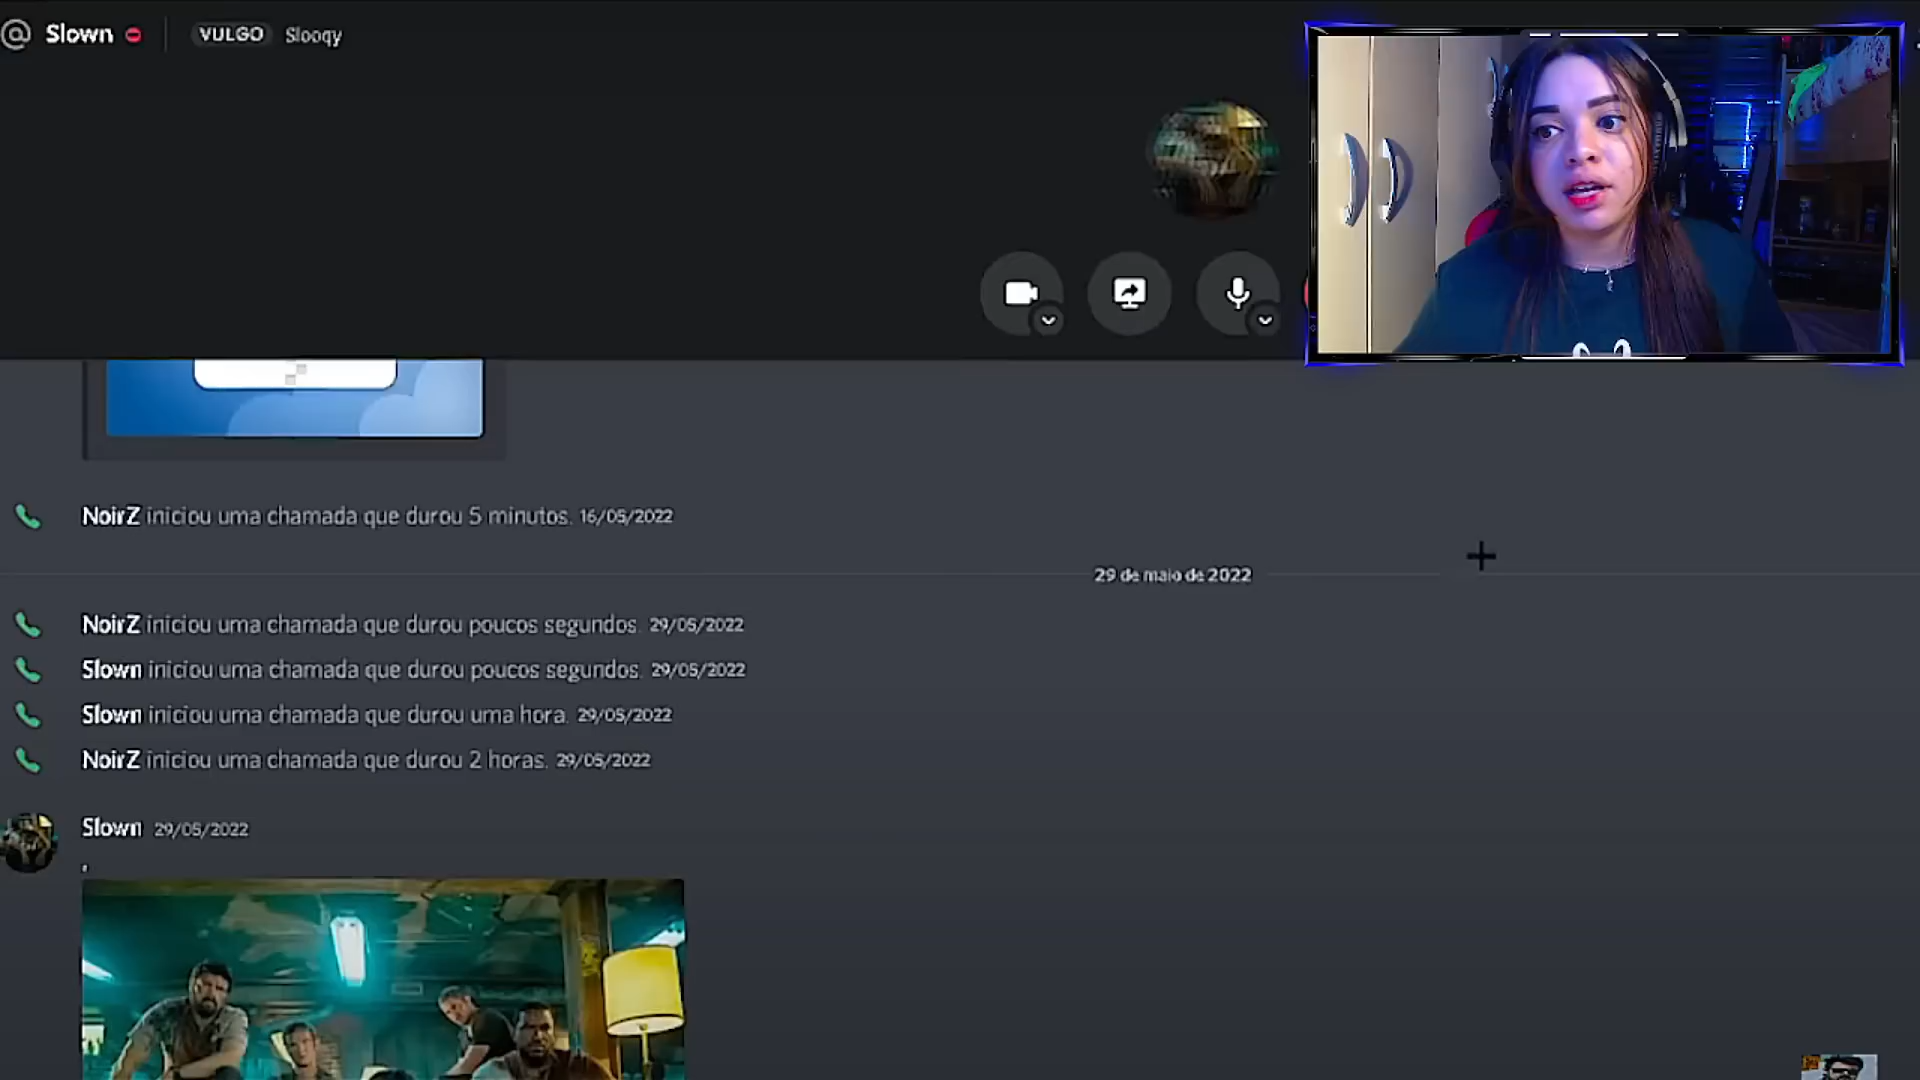 Slown VULGO Slooqy
NoirZ iniciou uma chamada que durou 5 minutos. 16/05/2022
29 de maio de 2022
NoirZ iniciou uma chamada que durou poucos segundos. 29/05/2022
Slown iniciou uma chamada que durou poucos segundos. 29/05/2022
Slown iniciou uma chamada que durou uma hora. 29/05/2022
NoirZ iniciou uma chamada que durou 2 horas. 29/05/2022
Slown 29/05/2022
,